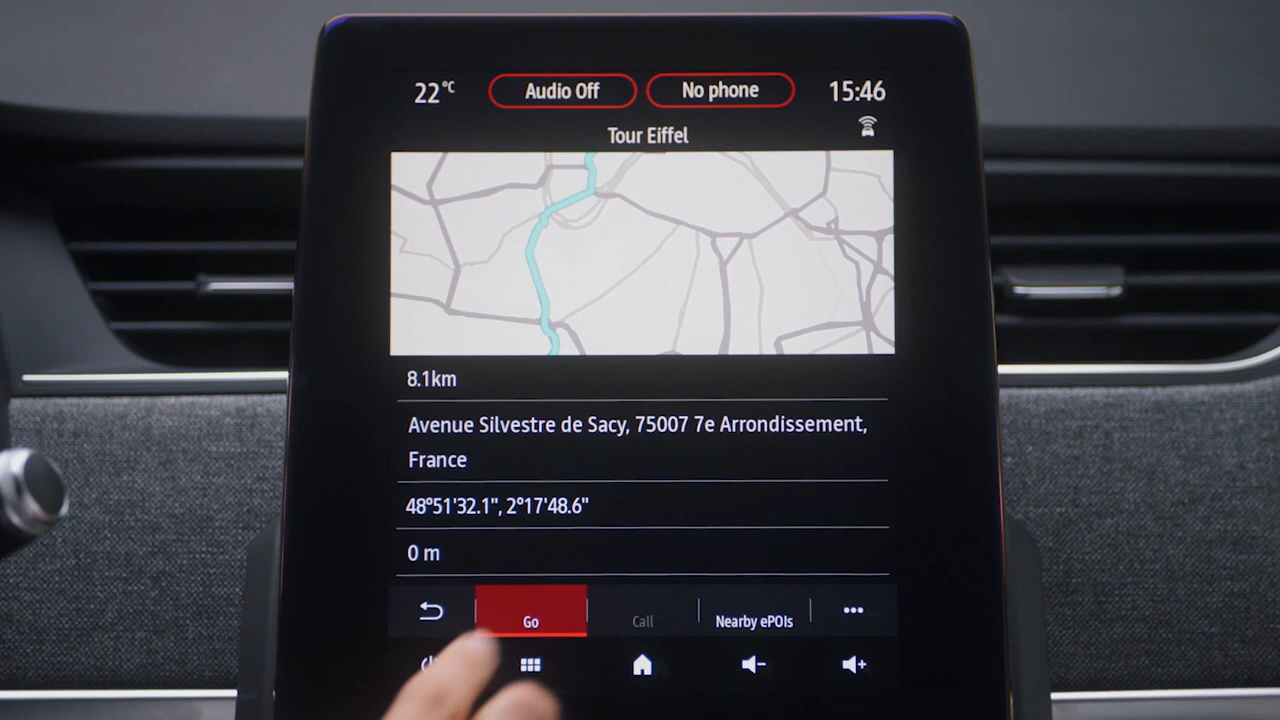 22°C Audio Off No phone 15:46
Tour Eiffel
8.1km
Avenue Silvestre de Sacy, 75007 7e Arrondissement,
France
48°51'32.1", 2°17'48.6"
0 m
Go Call Nearby ePOIs